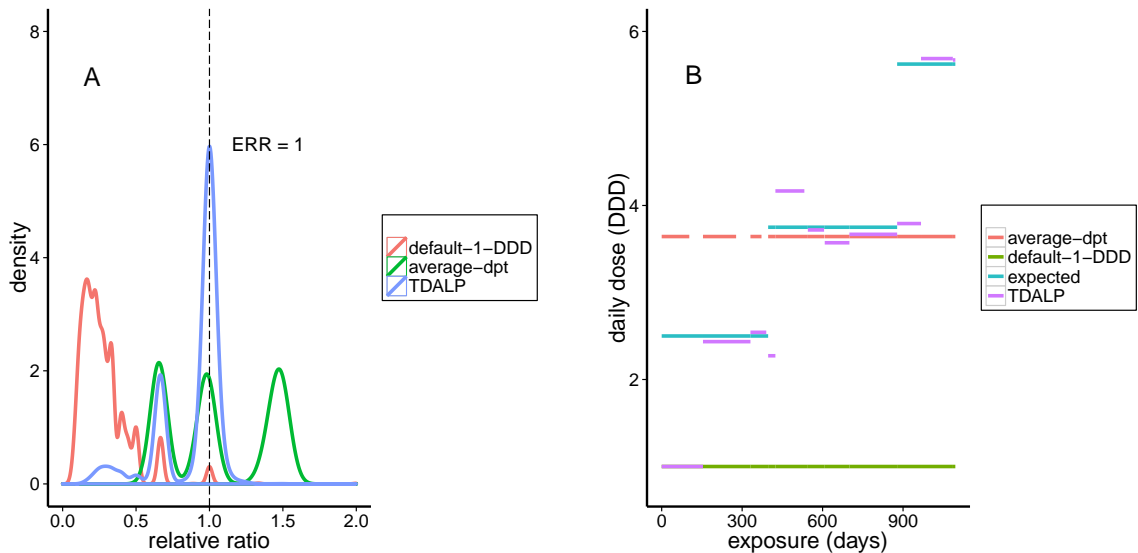 A
ERR = 1
8
6
4
2
0
density
0.0 0.5 1.0 1.5 2.0
relative ratio
default−1−DDD
average−dpt
TDALP
B
6
4
2
daily dose (DDD)
0 300 600 900
exposure (days)
average−dpt
default−1−DDD
expected
TDALP